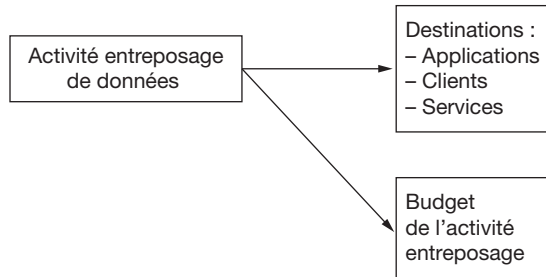 Activité entreposage
de données
Destinations :
– Applications
– Clients
– Services
Budget
de l'activité
entreposage